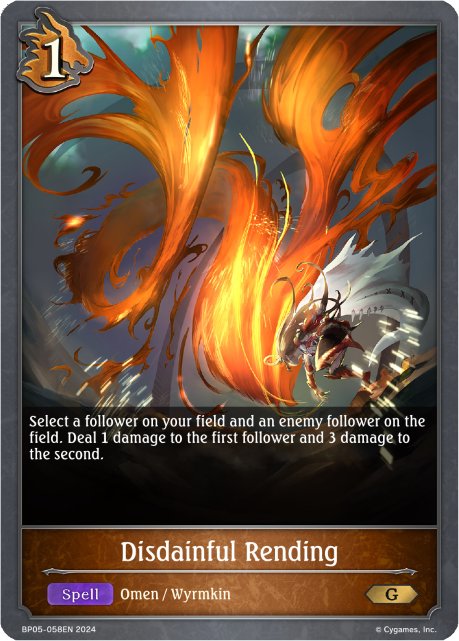 1
Select a follower on your field and an enemy follower on the
field. Deal 1 damage to the first follower and 3 damage to
the second.
Disdainful Rending
Spell Omen / Wyrmkin G
BP05-058EN 2024 © Cygames, Inc.